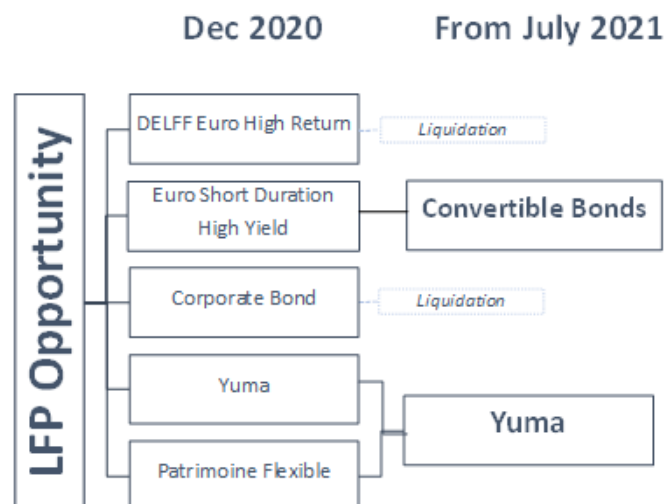 Dec 2020
From July 2021
LFP Opportunity
DELFF Euro High Return
Liquidation
Euro Short Duration
High Yield
Convertible Bonds
Corporate Bond
Liquidation
Yuma
Yuma
Patrimoine Flexible